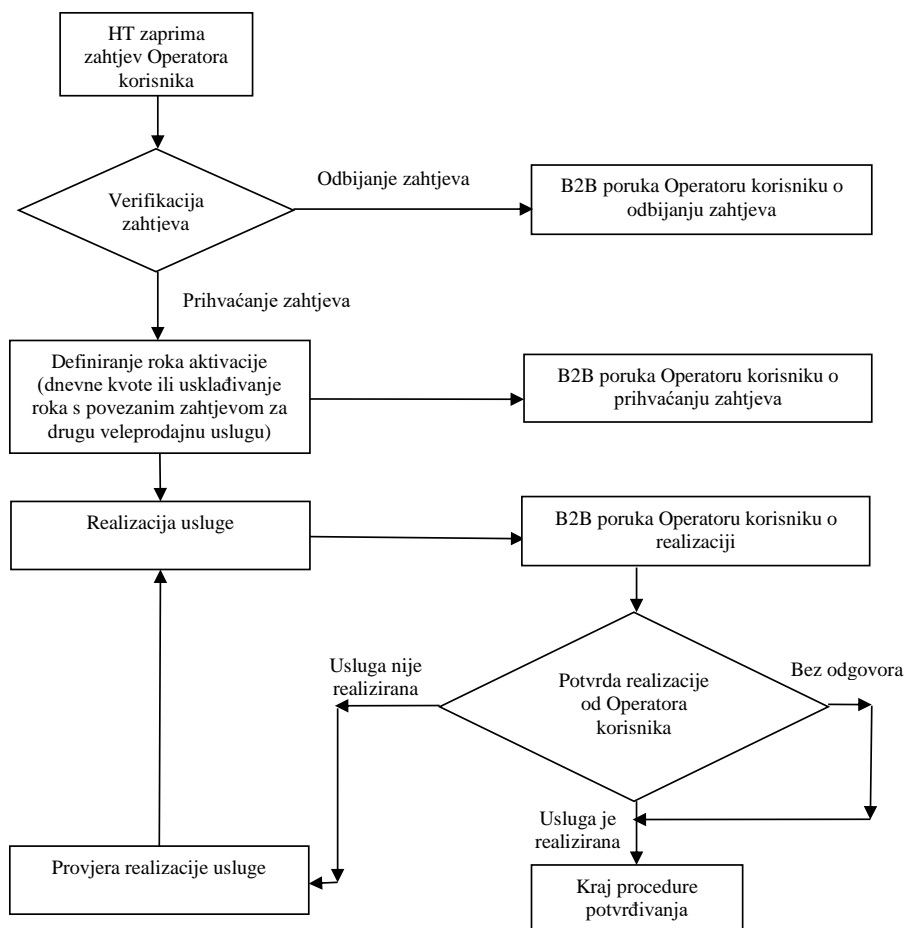 HT zaprima
zahtjev Operatora
korisnika
Verifikacija
zahtjeva
Odbijanje zahtjeva
B2B poruka Operatoru korisniku o
odbijanju zahtjeva
Prihvaćanje zahtjeva
Definiranje roka aktivacije
(dnevne kvote ili usklađivanje
roka s povezanim zahtjevom za
drugu veleprodajnu uslugu)
B2B poruka Operatoru korisniku o
prihvaćanju zahtjeva
Realizacija usluge
B2B poruka Operatoru korisniku o
realizaciji
Usluga nije
realizirana
Potvrda realizacije
od Operatora
korisnika
Bez odgovora
Usluga je
realizirana
Provjera realizacije usluge
Kraj procedure
potvrđivanja